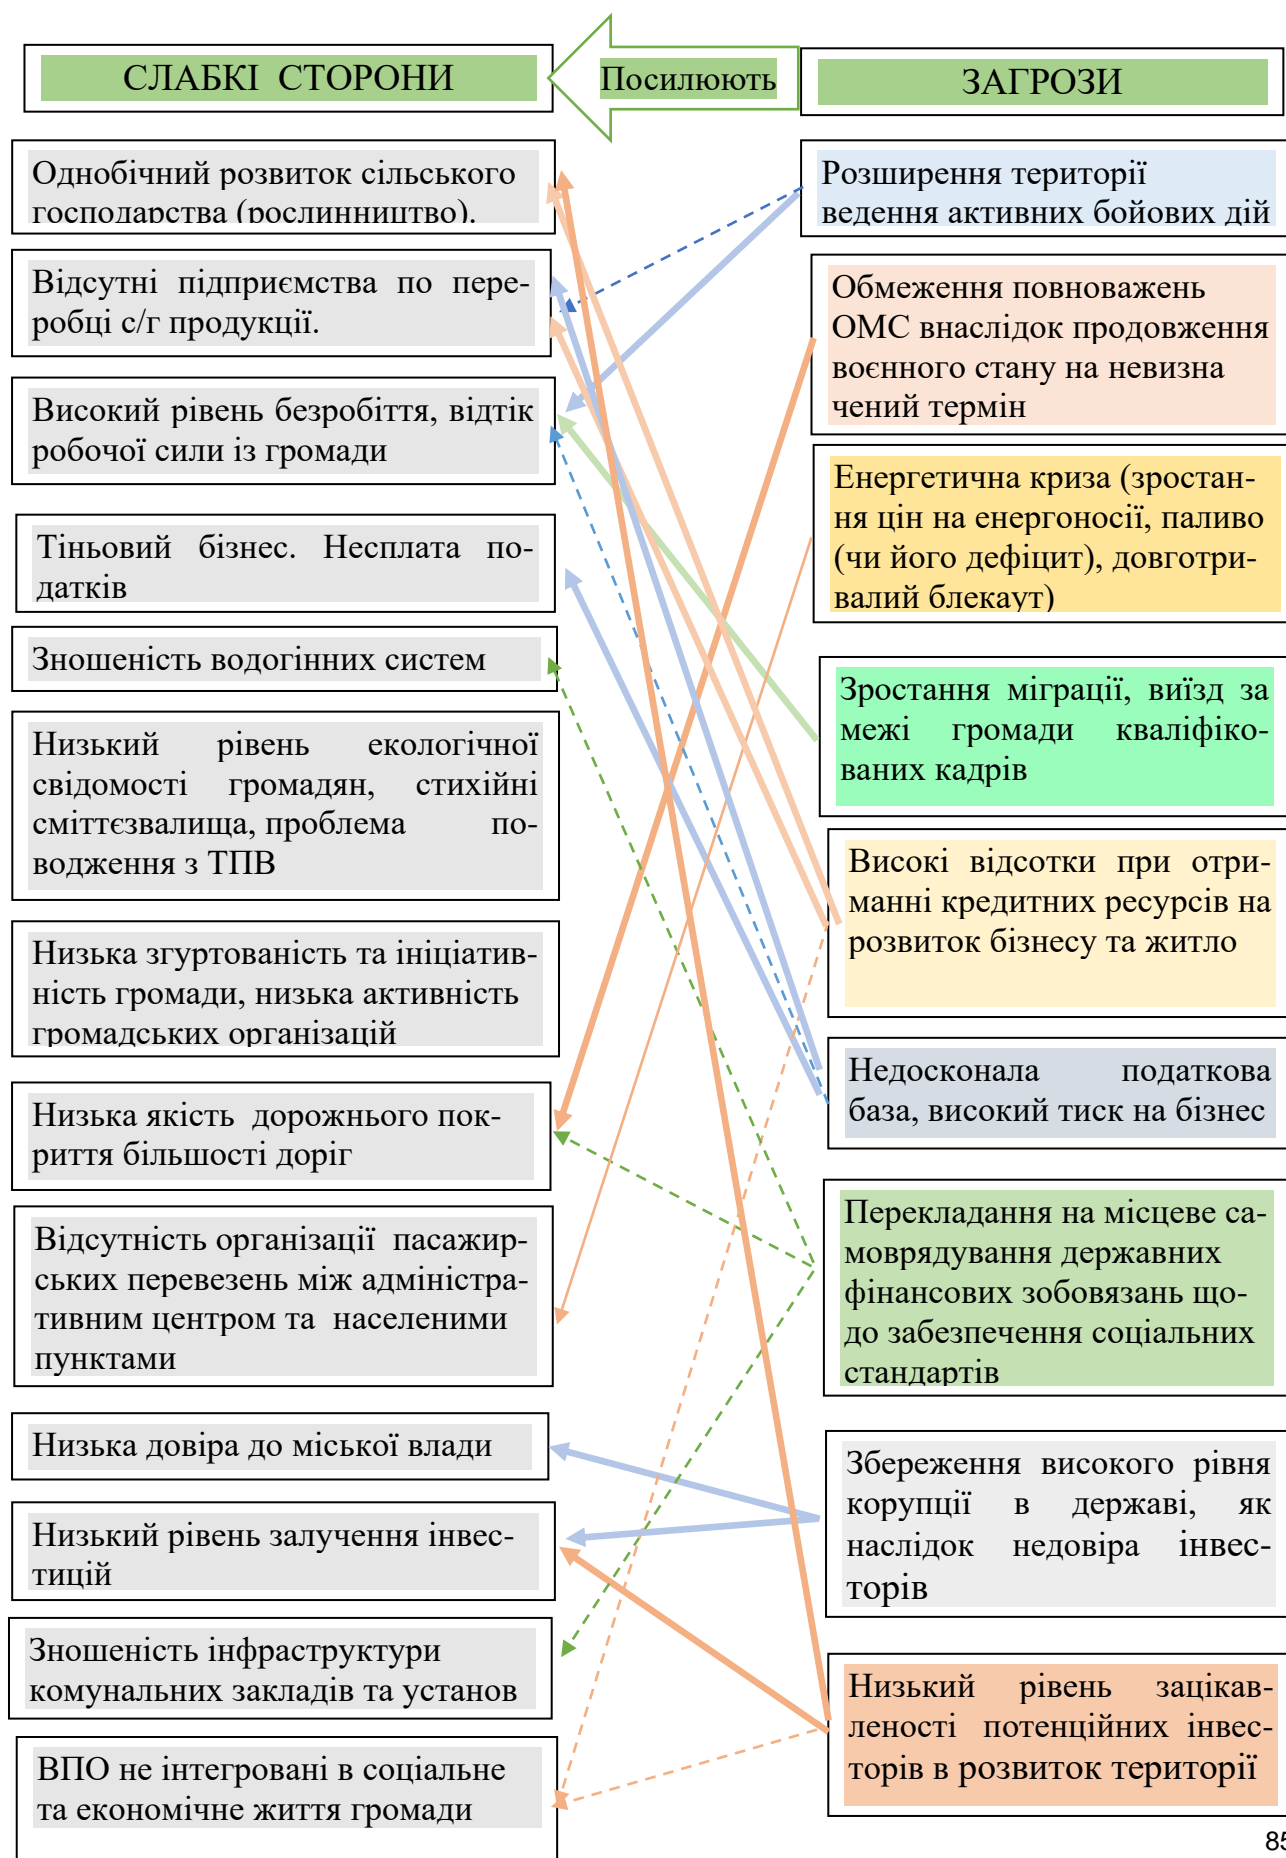 СЛАБКІ СТОРОНИ
Посилюють
ЗАГРОЗИ
Однобічний розвиток сільського
господарства (рослинництво).
Відсутні підприємства по пере-
робці с/г продукції.
Високий рівень безробіття, відтік
робочої сили із громади
Тіньовий бізнес. Несплата по-
датків
Зношеність водогінних систем
Низький рівень екологічної
свідомості громадян, стихійні
сміттєзвалища, проблема по-
водження з ТПВ
Низька згуртованість та ініціатив-
ність громади, низька активність
громадських організацій
Низька якість дорожнього пок-
риття більшості доріг
Відсутність організації пасажир-
ських перевезень між адміністра-
тивним центром та населеними
пунктами
Низька довіра до міської влади
Низький рівень залучення інвес-
тицій
Зношеність інфраструктури
комунальних закладів та установ
ВПО не інтегровані в соціальне
та економічне життя громади
Розширення території
ведення активних бойових дій
Обмеження повноважень
ОМС внаслідок продовження
воєнного стану на невизна
чений термін
Енергетична криза (зростан-
ня цін на енергоносії, паливо
(чи його дефіцит), довготри-
валий блекаут)
Зростання міграції, виїзд за
межі громади кваліфіко-
ваних кадрів
Високі відсотки при отри-
манні кредитних ресурсів на
розвиток бізнесу та житло
Недосконала податкова
база, високий тиск на бізнес
Перекладання на місцеве са-
моврядування державних
фінансових зобовязань що-
до забезпечення соціальних
стандартів
Збереження високого рівня
корупції в державі, як
наслідок недовіра інвес-
торів
Низький рівень зацікав-
леності потенційних інвес-
торів в розвиток території
85